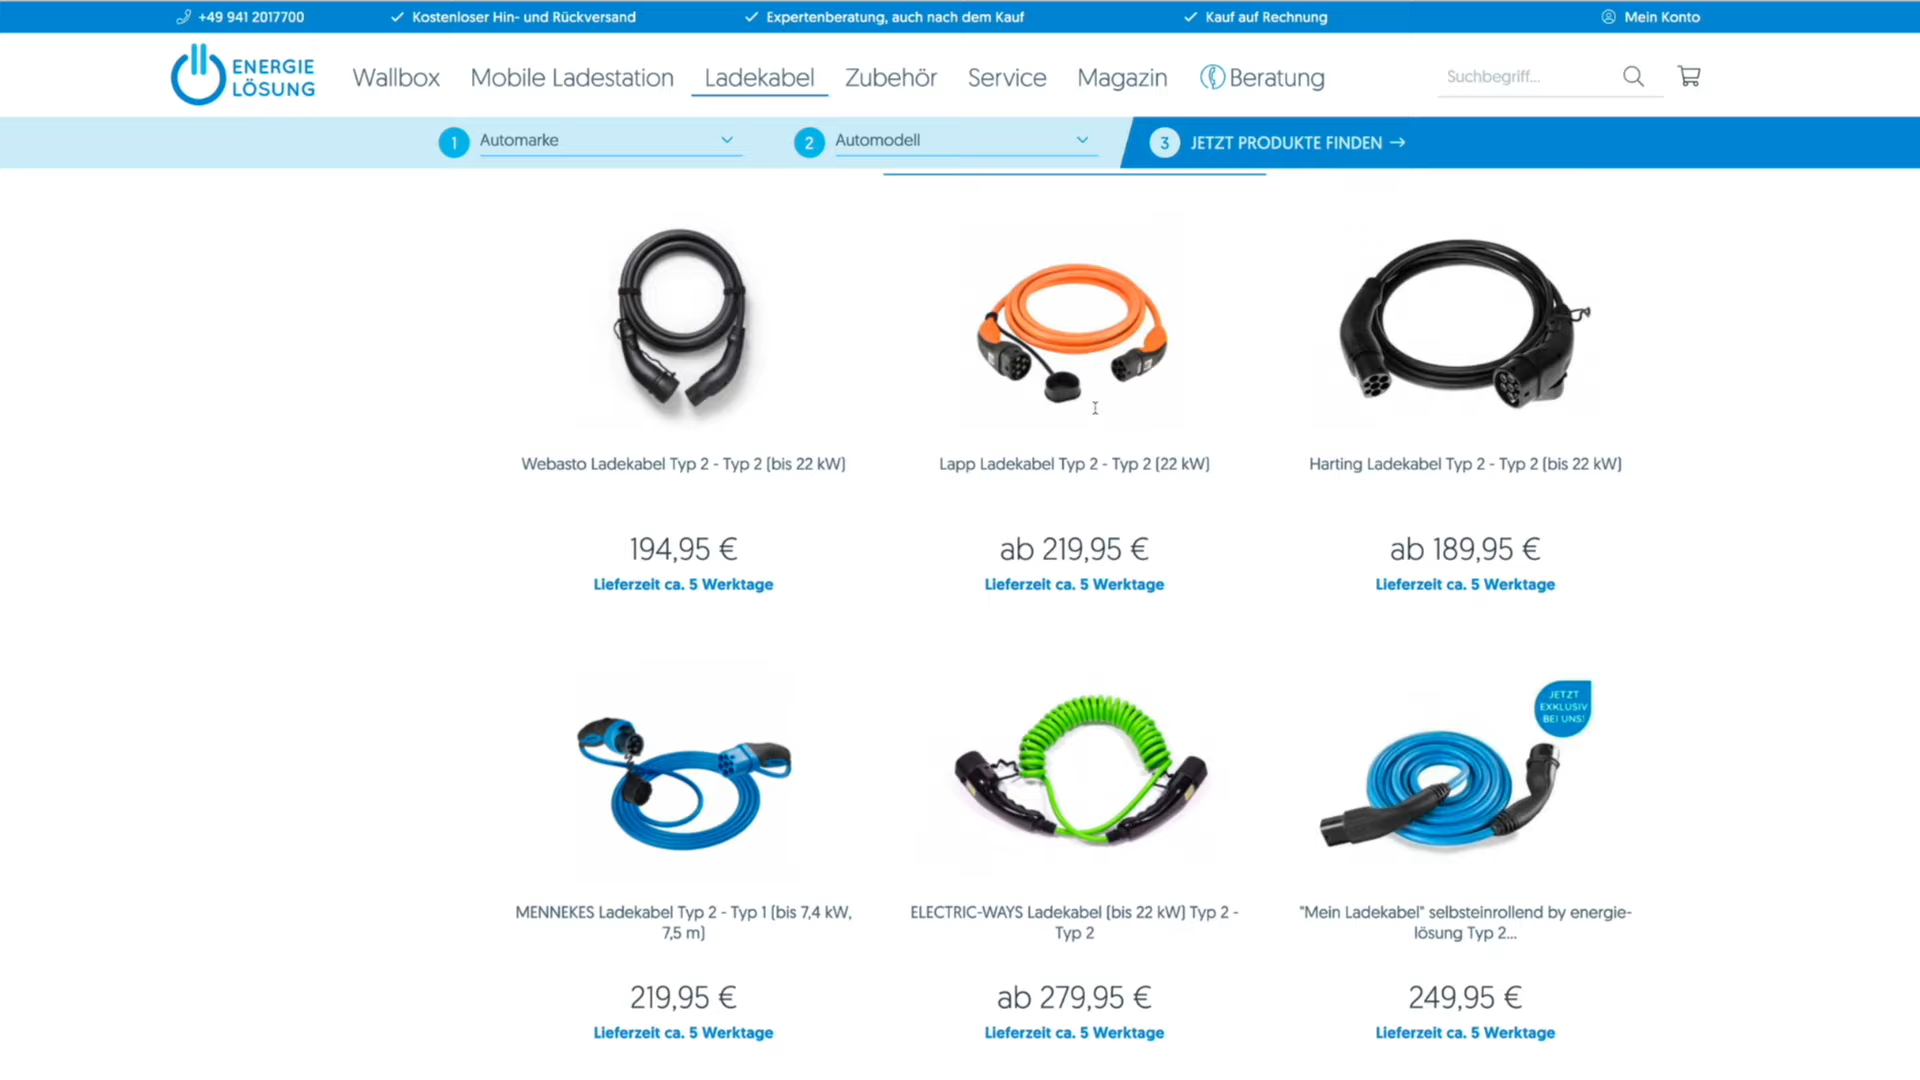 +49 941 2017700
Kostenloser Hin- und Rückversand
Expertenberatung, auch nach dem Kauf
Kauf auf Rechnung
Mein Konto
ENERGIE
LÖSUNG
Wallbox
Mobile Ladestation
Ladekabel
Zubehör
Service
Magazin
Beratung
Suchbegriff...
1 Automarke
2 Automodell
3 JETZT PRODUKTE FINDEN →
Webasto Ladekabel Typ 2 - Typ 2 (bis 22 kW)
194,95 €
Lieferzeit ca. 5 Werktage
Lapp Ladekabel Typ 2 - Typ 2 (22 kW)
ab 219,95 €
Lieferzeit ca. 5 Werktage
Harting Ladekabel Typ 2 - Typ 2 (bis 22 kW)
ab 189,95 €
Lieferzeit ca. 5 Werktage
MENNEKES Ladekabel Typ 2 - Typ 1 (bis 7,4 kW,
7,5 m)
219,95 €
Lieferzeit ca. 5 Werktage
ELECTRIC-WAYS Ladekabel (bis 22 kW) Typ 2 -
Typ 2
ab 279,95 €
Lieferzeit ca. 5 Werktage
JETZT
EXKLUSIV
BEI UNS!
"Mein Ladekabel" selbsteinrollend by energie-
lösung Typ 2...
249,95 €
Lieferzeit ca. 5 Werktage